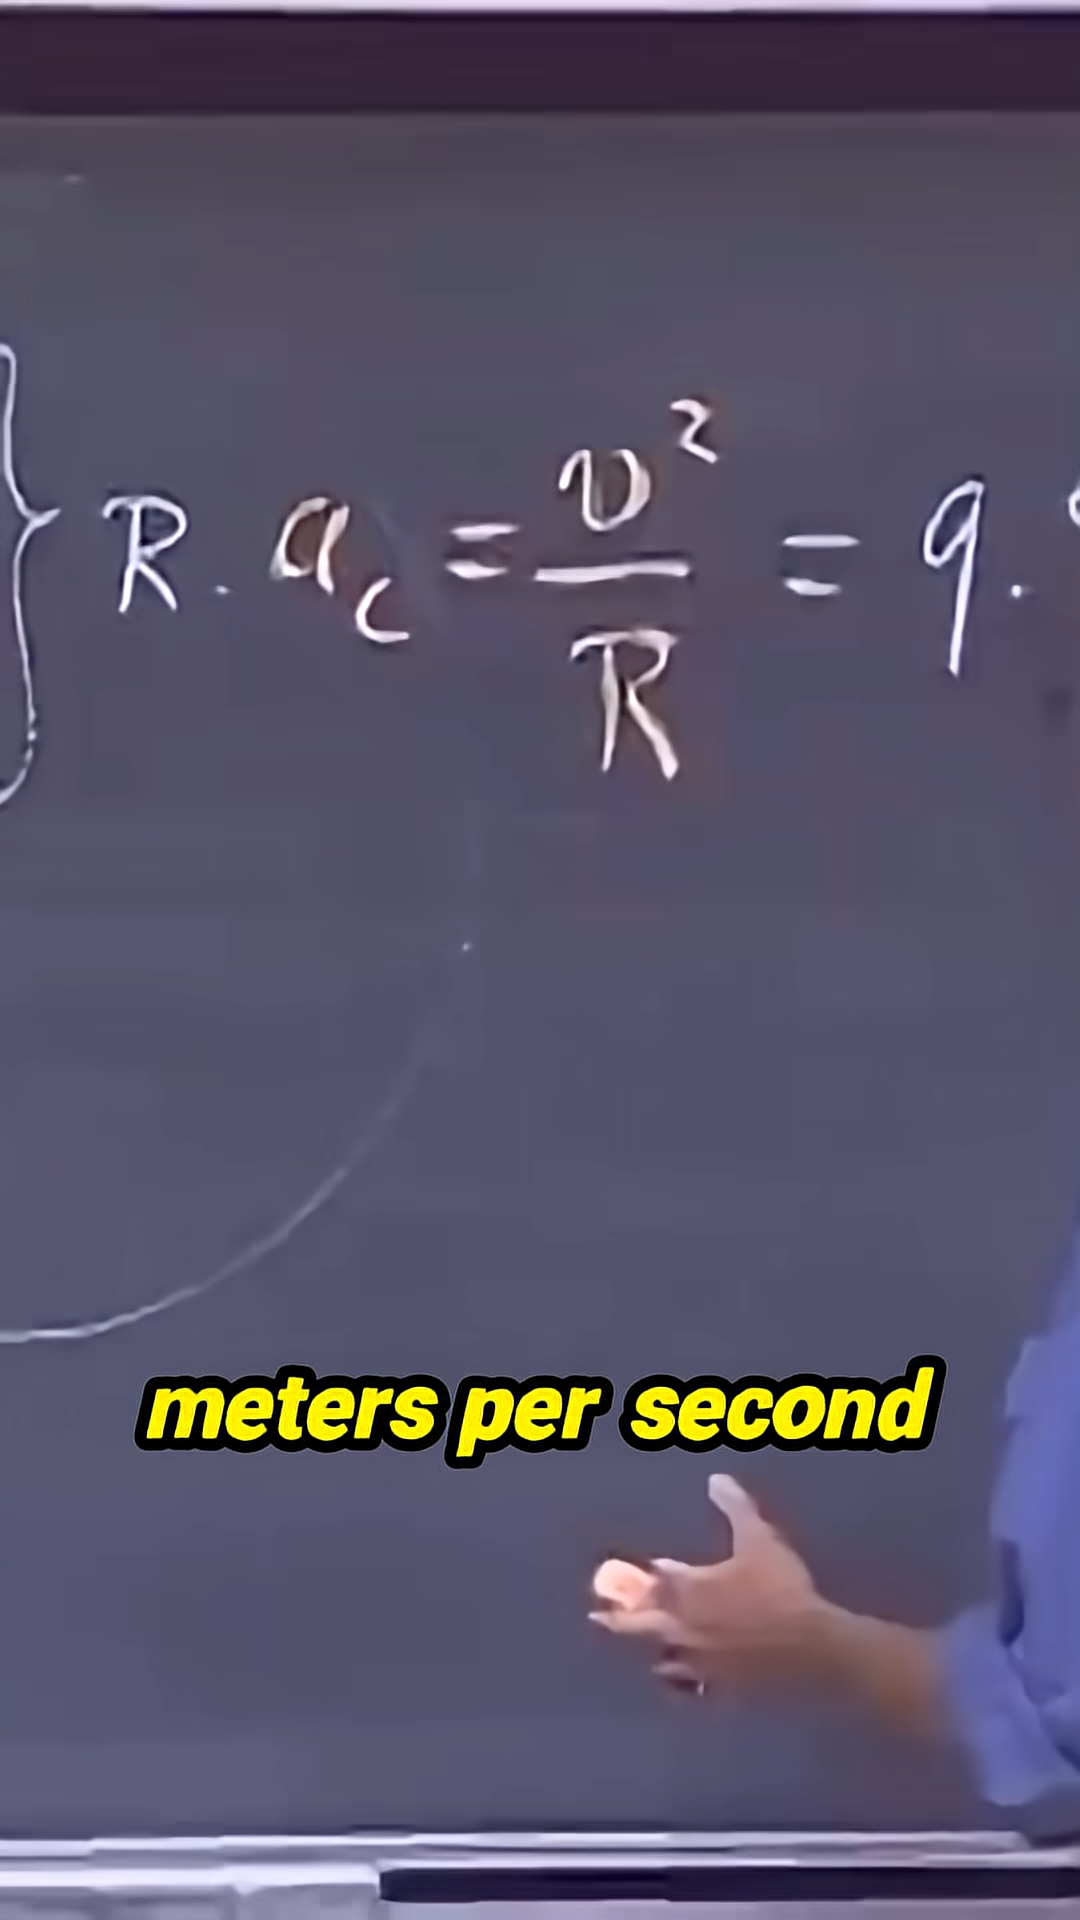 } R. a_c = v²/R = 9.
meters per second